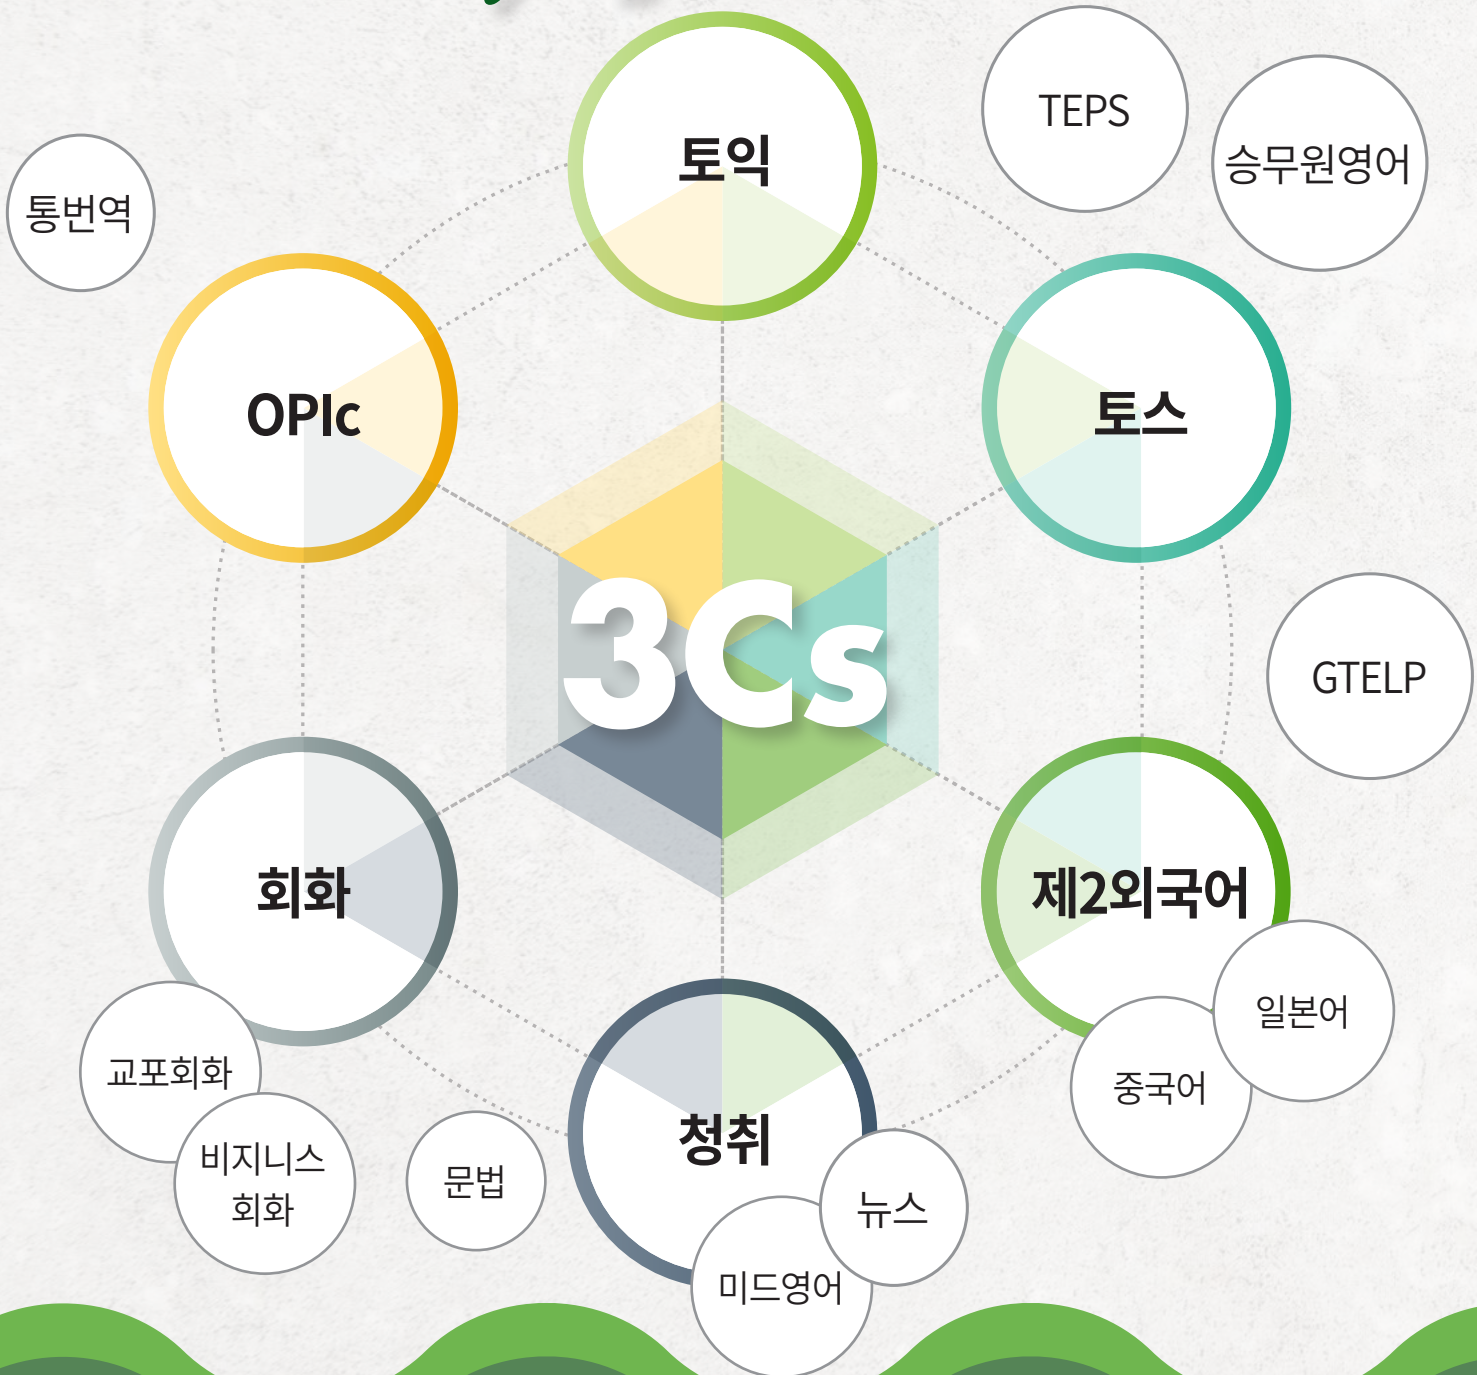 토익
TEPS
승무원영어
통번역
OPIc
토스
3Cs
GTELP
회화
제2외국어
일본어
중국어
교포회화
비지니스
회화
문법
청취
뉴스
미드영어